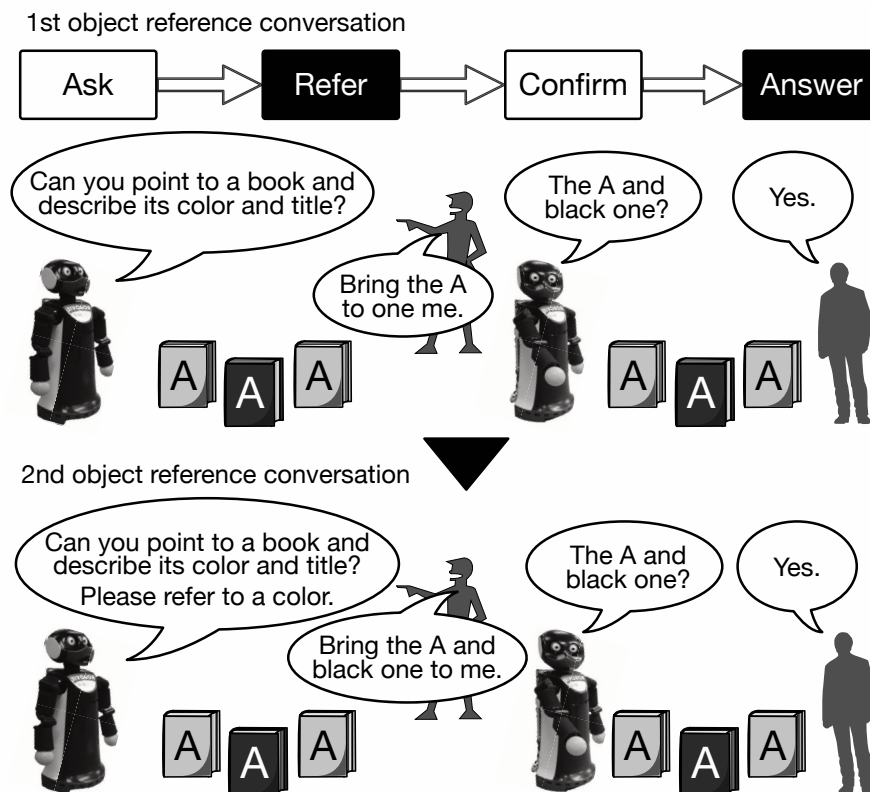 1st object reference conversation
Ask
Refer
Confirm
Answer
Can you point to a book and
describe its color and title?
Bring the A
to one me.
The A and
black one?
Yes.
A
A
A
A
A
A
2nd object reference conversation
Can you point to a book and
describe its color and title?
Please refer to a color.
Bring the A and
black one to me.
The A and
black one?
Yes.
A
A
A
A
A
A